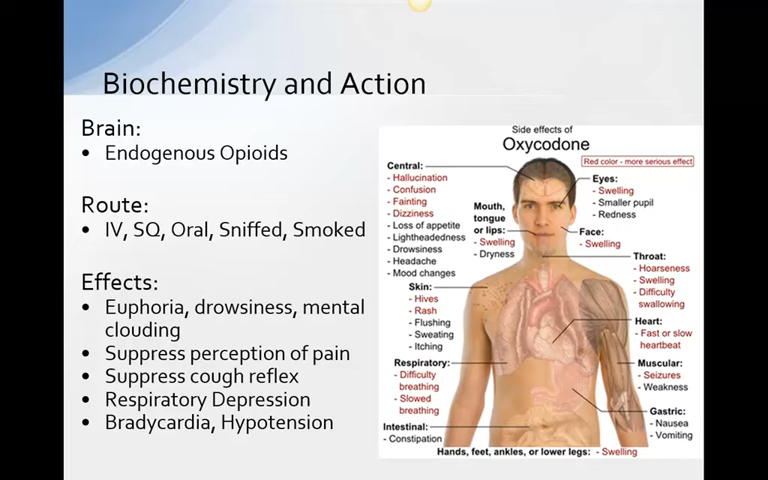 Biochemistry and Action
Brain:
• Endogenous Opioids
Route:
• IV, SQ, Oral, Sniffed, Smoked
Effects:
• Euphoria, drowsiness, mental
clouding
• Suppress perception of pain
• Suppress cough reflex
• Respiratory Depression
• Bradycardia, Hypotension
Side effects of
Oxycodone
Red color - more serious effect
Central:
- Hallucination
- Confusion
- Fainting
- Dizziness
- Loss of appetite
- Lightheadedness
- Drowsiness
- Headache
- Mood changes
Mouth,
tongue
or lips:
- Swelling
- Dryness
Eyes:
- Swelling
- Smaller pupil
- Redness
Face:
- Swelling
Throat:
- Hoarseness
- Swelling
- Difficulty
swallowing
Skin:
- Hives
- Rash
- Flushing
- Sweating
- Itching
Heart:
- Fast or slow
heartbeat
Respiratory:
- Difficulty
breathing
- Slowed
breathing
Muscular:
- Seizures
- Weakness
Gastric:
- Nausea
- Vomiting
Intestinal:
- Constipation
Hands, feet, ankles, or lower legs: - Swelling